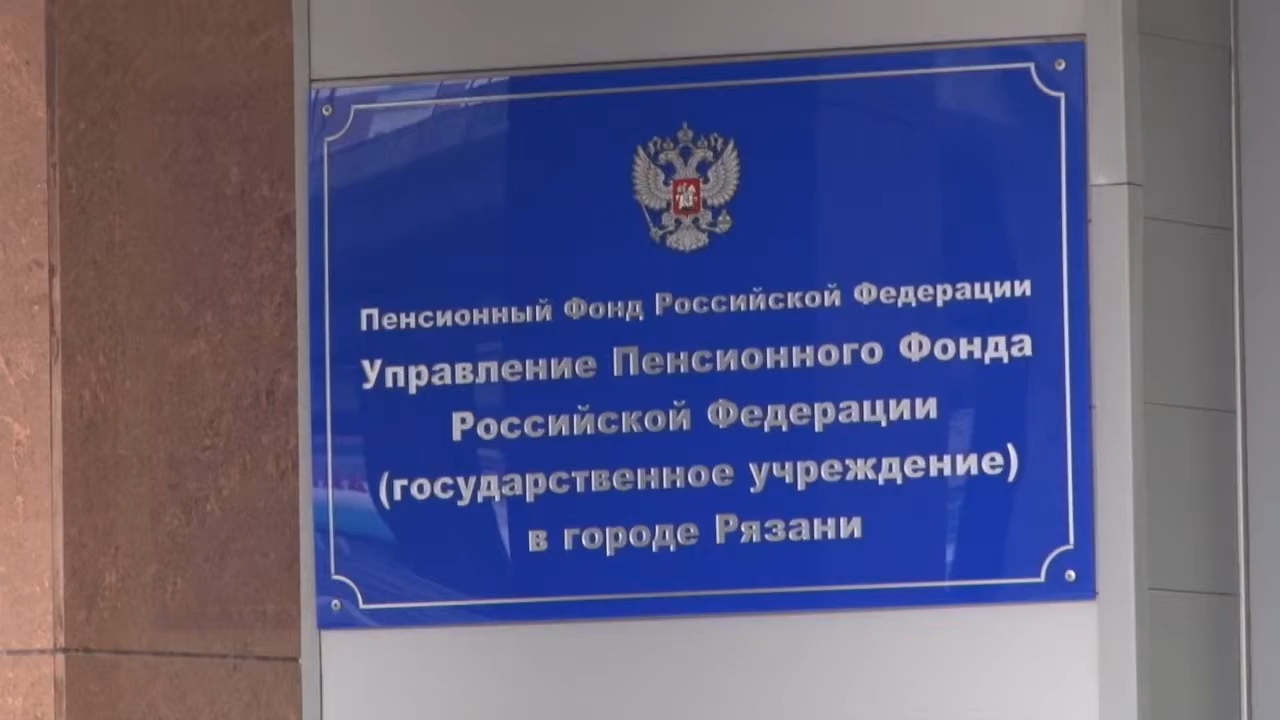 Пенсионный Фонд Российской Федерации
Управление Пенсионного Фонда
Российской Федерации
(государственное учреждение)
в городе Рязани